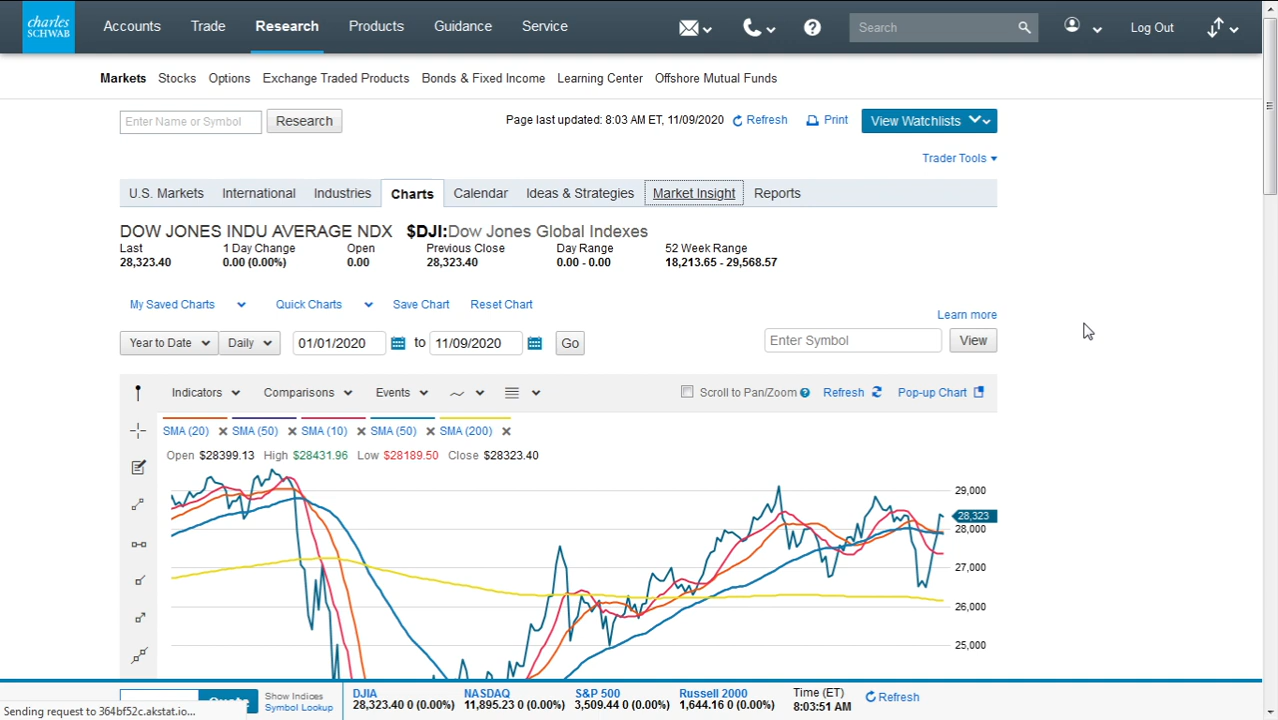 charles
SCHWAB
Accounts Trade Research Products Guidance Service Search Log Out
Markets Stocks Options Exchange Traded Products Bonds & Fixed Income Learning Center Offshore Mutual Funds
Enter Name or Symbol Research Page last updated: 8:03 AM ET, 11/09/2020 Refresh Print View Watchlists
Trader Tools
U.S. Markets International Industries Charts Calendar Ideas & Strategies Market Insight Reports
DOW JONES INDU AVERAGE NDX $DJI:Dow Jones Global Indexes
Last 1 Day Change Open Previous Close Day Range 52 Week Range
28,323.40 0.00 (0.00%) 0.00 28,323.40 0.00 - 0.00 18,213.65 - 29,568.57
My Saved Charts Quick Charts Save Chart Reset Chart
Learn more
Year to Date Daily 01/01/2020 to 11/09/2020 Go Enter Symbol View
Indicators Comparisons Events Scroll to Pan/Zoom Refresh Pop-up Chart
SMA (20) SMA (50) SMA (10) SMA (50) SMA (200)
Open $28399.13 High $28431.96 Low $28189.50 Close $28323.40
29,000
28,323
28,000
27,000
26,000
25,000
Show Indices DJIA NASDAQ S&P 500 Russell 2000 Time (ET)
Symbol Lookup 28,323.40 0 (0.00%) 11,895.23 0 (0.00%) 3,509.44 0 (0.00%) 1,644.16 0 (0.00%) 8:03:51 AM Refresh
Sending request to 364bf52c.akstat.io...